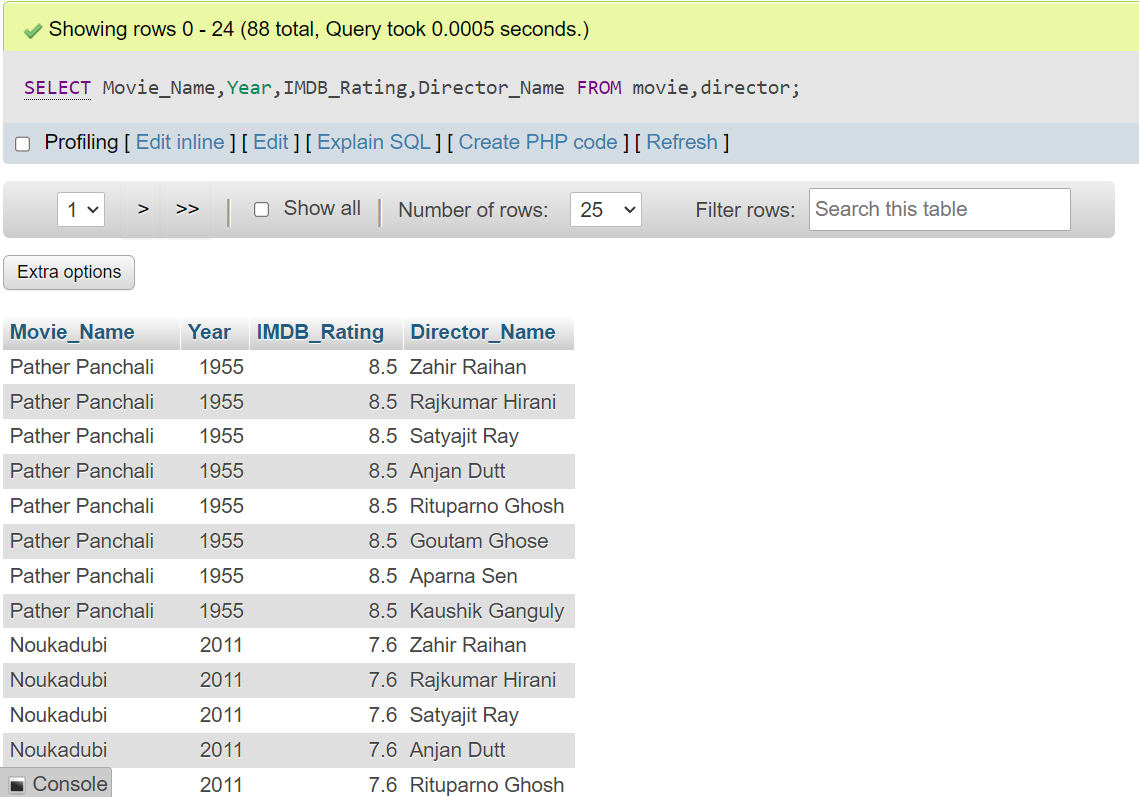 Showing rows 0 - 24 (88 total, Query took 0.0005 seconds.)
SELECT Movie_Name,Year,IMDB_Rating,Director_Name FROM movie,director;
Profiling [ Edit inline ] [ Edit ] [ Explain SQL ] [ Create PHP code ] [ Refresh ]
1 > >> | Show all | Number of rows: 25 Filter rows: Search this table
Extra options
Movie_Name Year IMDB_Rating Director_Name
Pather Panchali 1955 8.5 Zahir Raihan
Pather Panchali 1955 8.5 Rajkumar Hirani
Pather Panchali 1955 8.5 Satyajit Ray
Pather Panchali 1955 8.5 Anjan Dutt
Pather Panchali 1955 8.5 Rituparno Ghosh
Pather Panchali 1955 8.5 Goutam Ghose
Pather Panchali 1955 8.5 Aparna Sen
Pather Panchali 1955 8.5 Kaushik Ganguly
Noukadubi 2011 7.6 Zahir Raihan
Noukadubi 2011 7.6 Rajkumar Hirani
Noukadubi 2011 7.6 Satyajit Ray
Noukadubi 2011 7.6 Anjan Dutt
Console 2011 7.6 Rituparno Ghosh